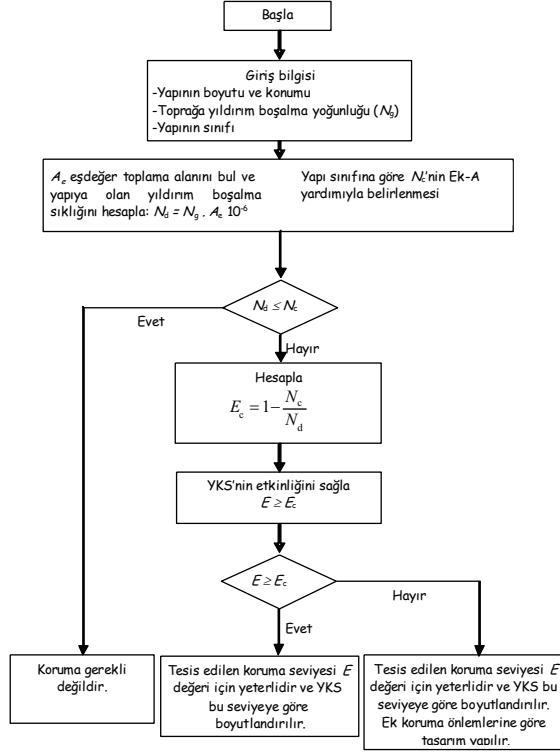 Başla
Giriş bilgisi
-Yapının boyutu ve konumu
-Toprağa yıldırım boşalma yoğunluğu (Ng)
-Yapının sınıfı
Ae eşdeğer toplama alanını bul ve
yapıya olan yıldırım boşalma
sıklığını hesapla: Nd = Ng . Ae 10-6
Yapı sınıfına göre Nc'nin Ek-A
yardımıyla belirlenmesi
Nd ≤ Nc
Evet
Hayır
Hesapla
Ec = 1 − Nc / Nd
YKS'nin etkinliğini sağla
E ≥ Ec
E ≥ Ec
Hayır
Evet
Koruma gerekli
değildir.
Tesis edilen koruma seviyesi E
değeri için yeterlidir ve YKS
bu seviyeye göre
boyutlandırılır.
Tesis edilen koruma seviyesi E
değeri için yeterlidir ve YKS bu
seviyeye göre boyutlandırılır.
Ek koruma önlemlerine göre
tasarım yapılır.